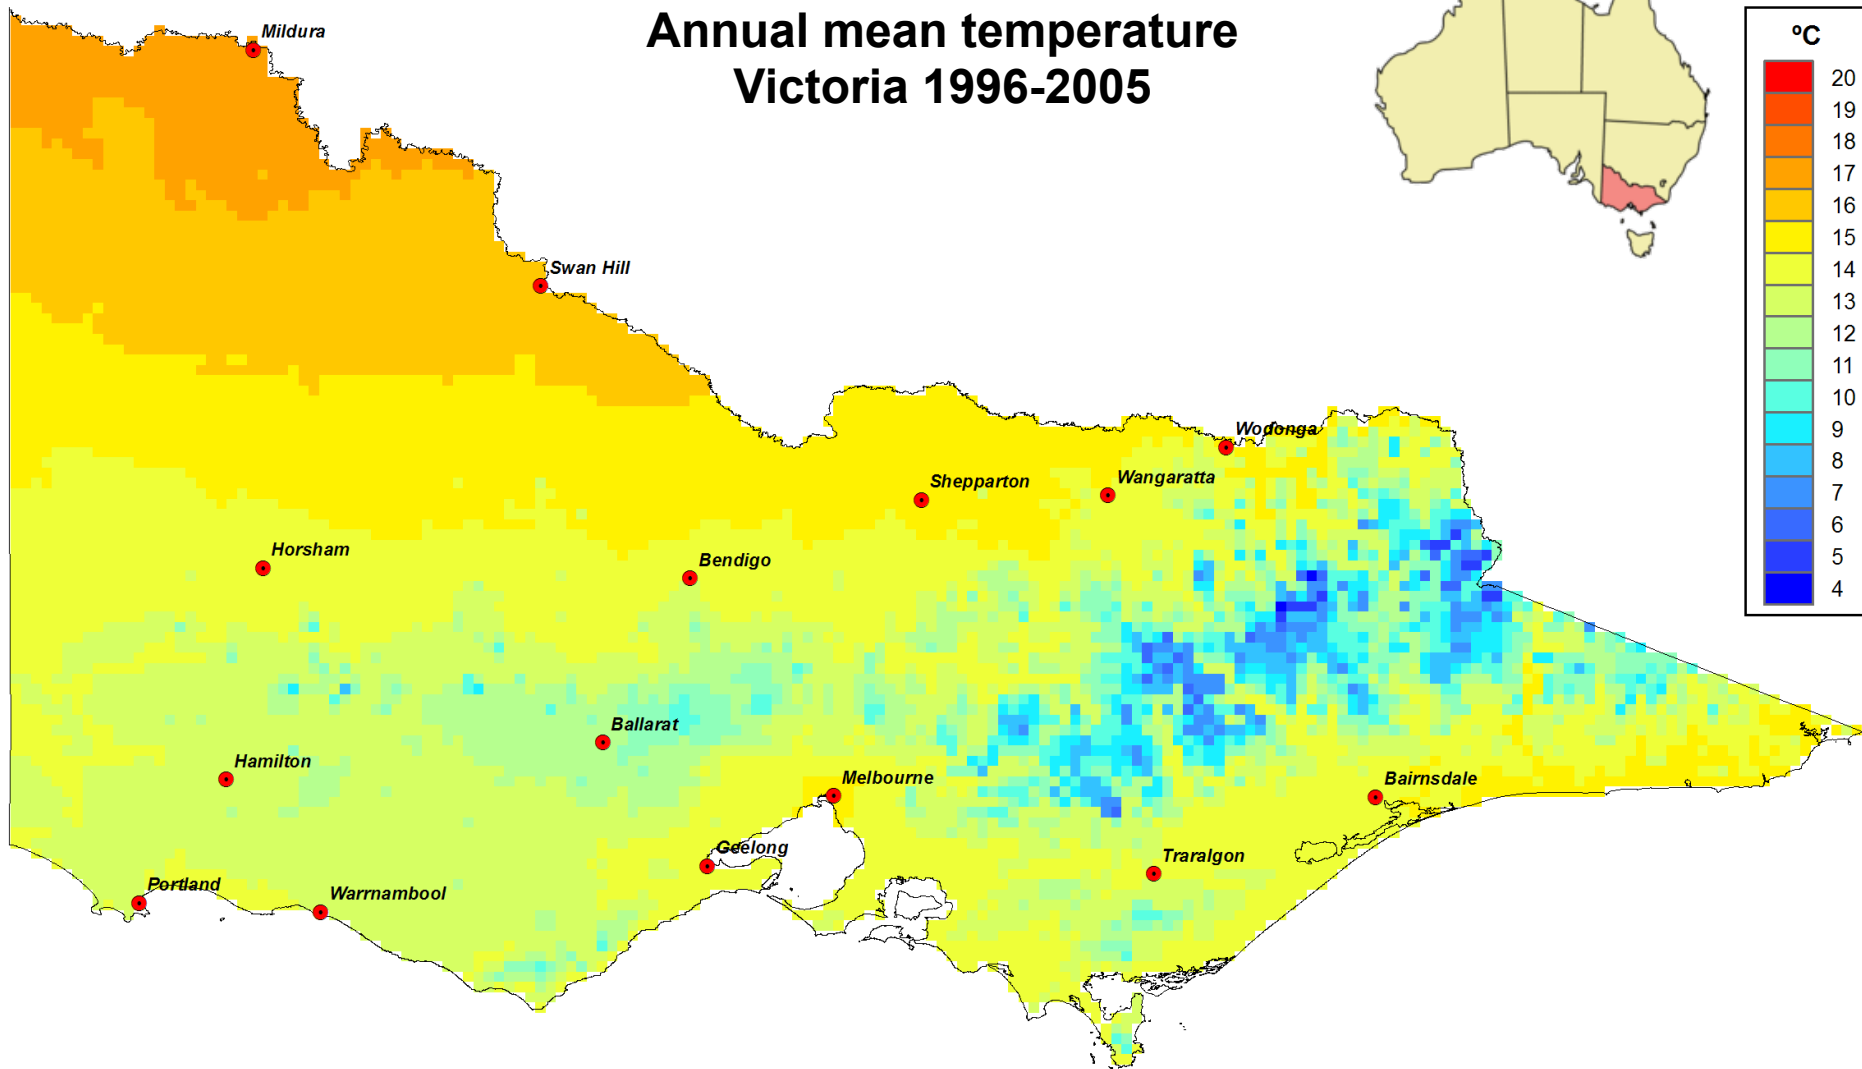 Annual mean temperature
Victoria 1996-2005
ºC
20
19
18
17
16
15
14
13
12
11
10
9
8
7
6
5
4
Mildura
Swan Hill
Wodonga
Wangaratta
Shepparton
Horsham
Bendigo
Ballarat
Hamilton
Melbourne
Bairnsdale
Geelong
Traralgon
Portland
Warrnambool